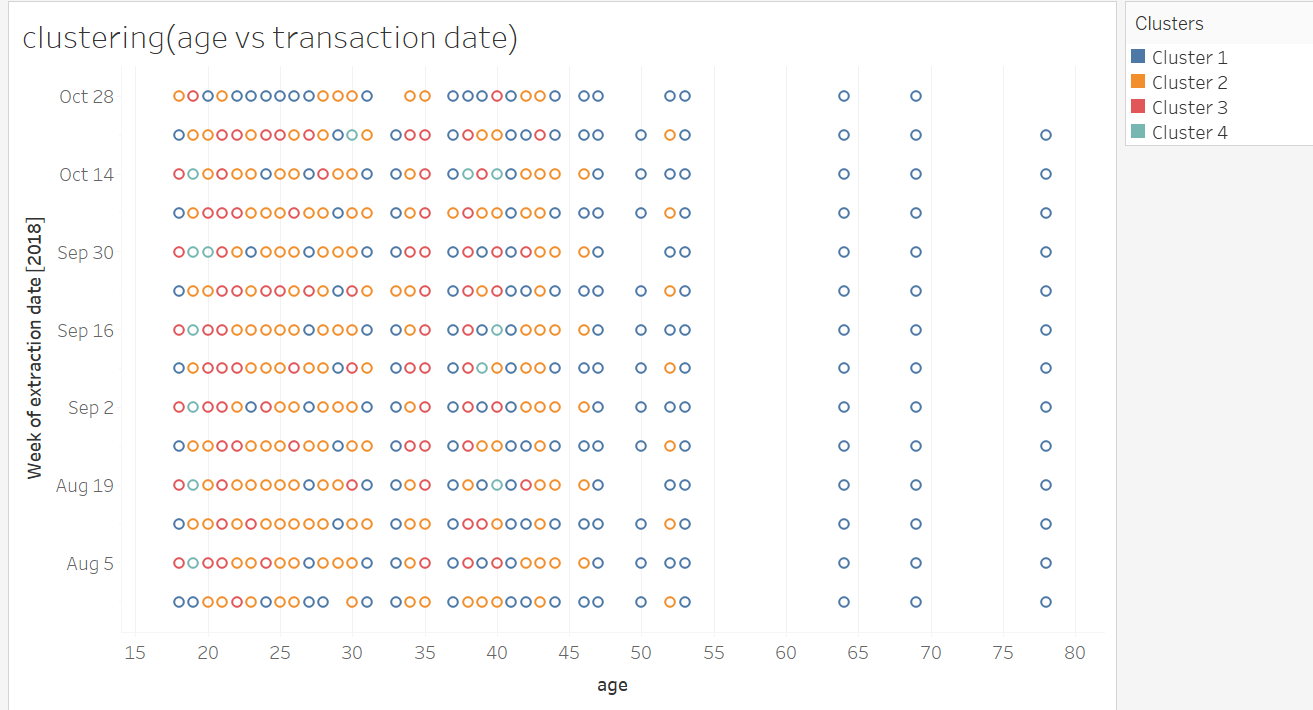 clustering(age vs transaction date)
Clusters
Cluster 1
Cluster 2
Cluster 3
Cluster 4
Week of extraction date [2018]
Oct 28
Oct 14
Sep 30
Sep 16
Sep 2
Aug 19
Aug 5
15 20 25 30 35 40 45 50 55 60 65 70 75 80
age